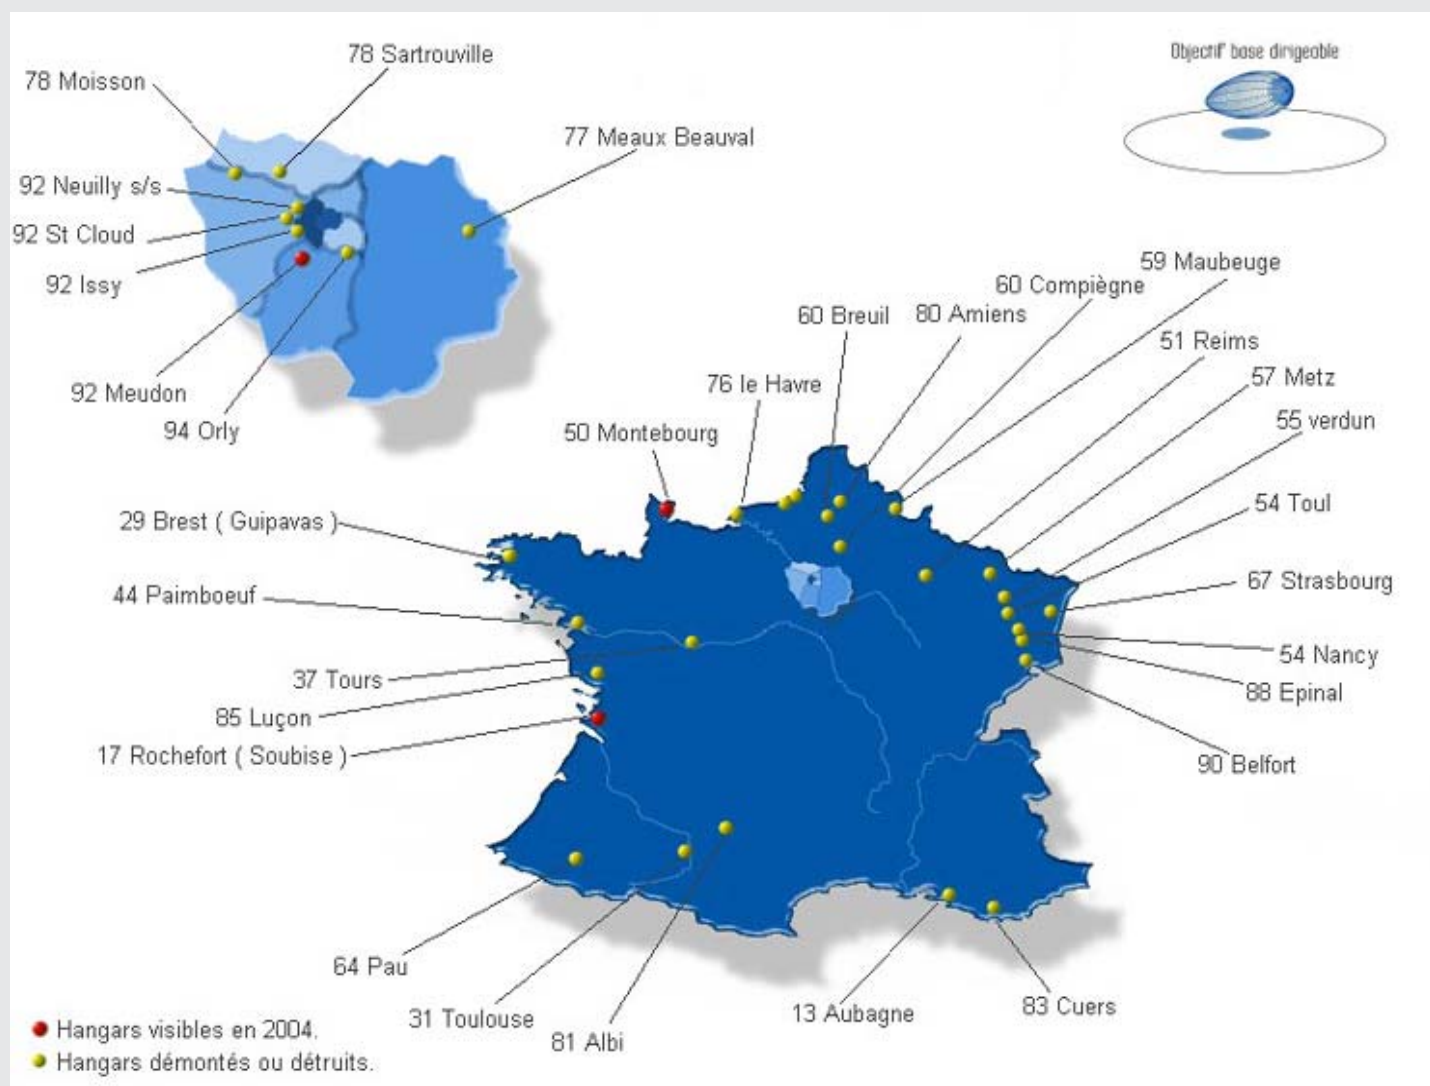 78 Sartrouville
Objectif base dirigeable
78 Moisson
77 Meaux Beauval
92 Neuilly s/s
92 St Cloud
92 Issy
59 Maubeuge
60 Compiègne
60 Breuil
80 Amiens
51 Reims
57 Metz
76 le Havre
92 Meudon
94 Orly
50 Montebourg
55 verdun
54 Toul
29 Brest ( Guipavas )
67 Strasbourg
44 Paimboeuf
54 Nancy
37 Tours
88 Epinal
85 Luçon
17 Rochefort ( Soubise )
90 Belfort
64 Pau
31 Toulouse
81 Albi
13 Aubagne
83 Cuers
Hangars visibles en 2004.
Hangars démontés ou détruits.